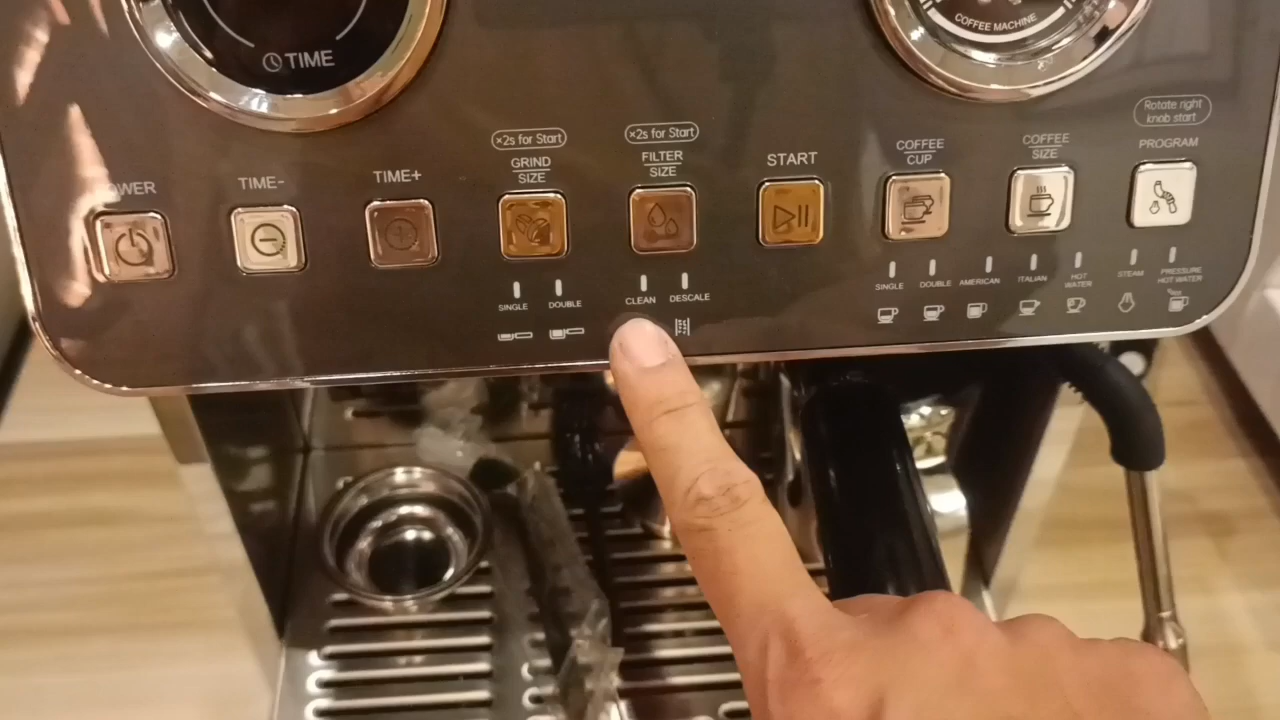 TIME
COFFEE MACHINE
×2s for Start
×2s for Start
Rotate right
knob start
OWER
TIME-
TIME+
GRIND
SIZE
FILTER
SIZE
START
COFFEE
CUP
COFFEE
SIZE
PROGRAM
SINGLE
DOUBLE
CLEAN
DESCALE
SINGLE
DOUBLE
AMERICAN
ITALIAN
HOT
WATER
STEAM
PRESSURE
HOT WATER